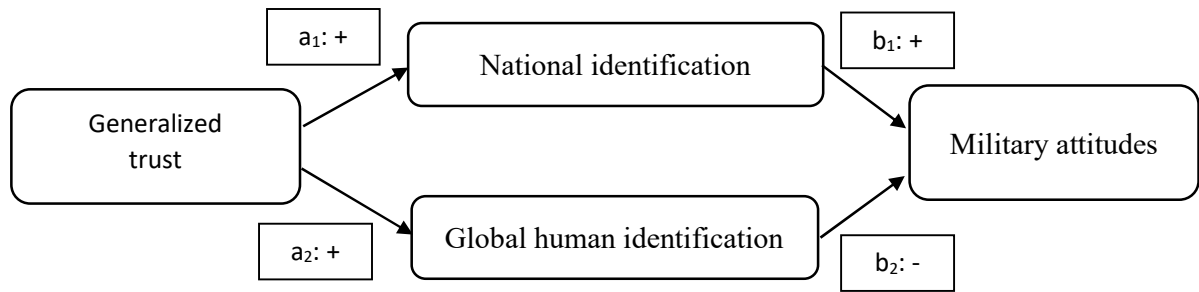 a₁: +
National identification
b₁: +
Generalized
trust
Military attitudes
a₂: +
Global human identification
b₂: -